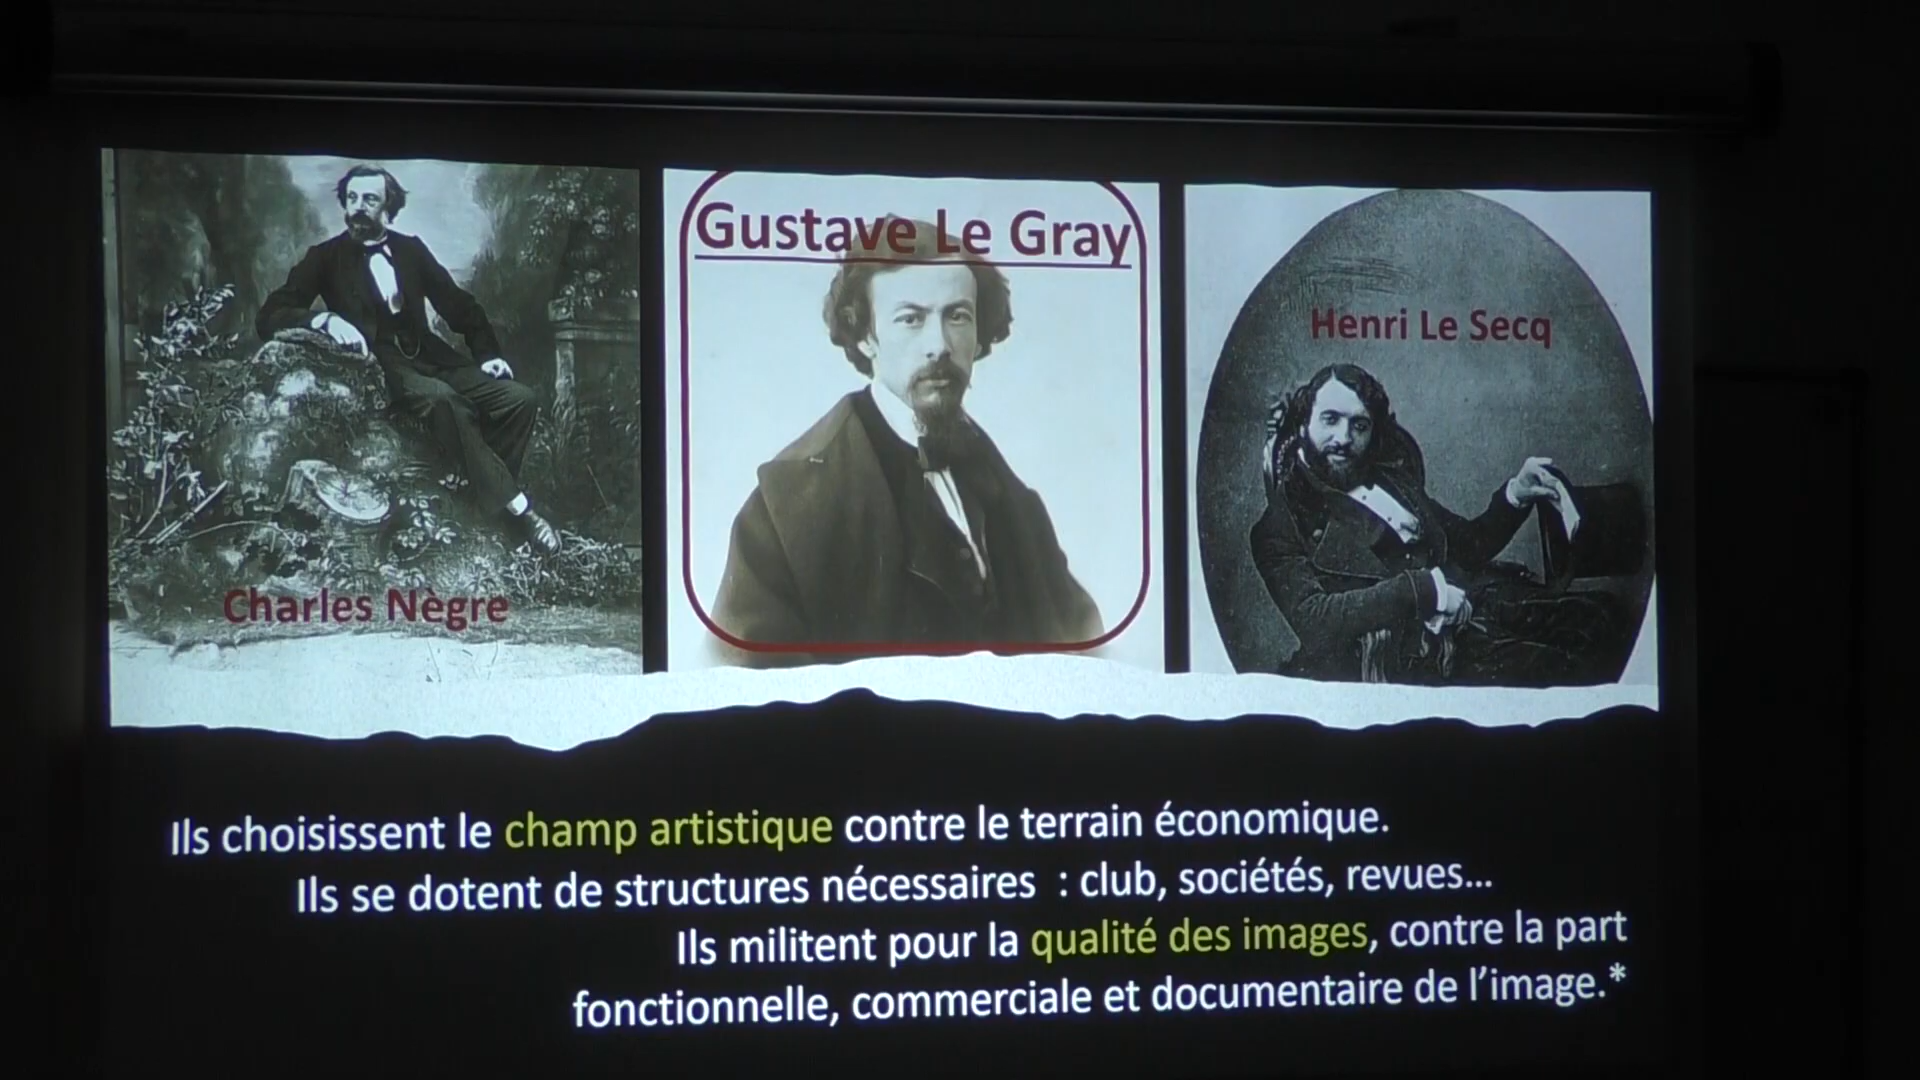 Gustave Le Gray
Henri Le Secq
Charles Nègre
Ils choisissent le champ artistique contre le terrain économique.
Ils se dotent de structures nécessaires : club, sociétés, revues...
Ils militent pour la qualité des images, contre la part
fonctionnelle, commerciale et documentaire de l'image.*